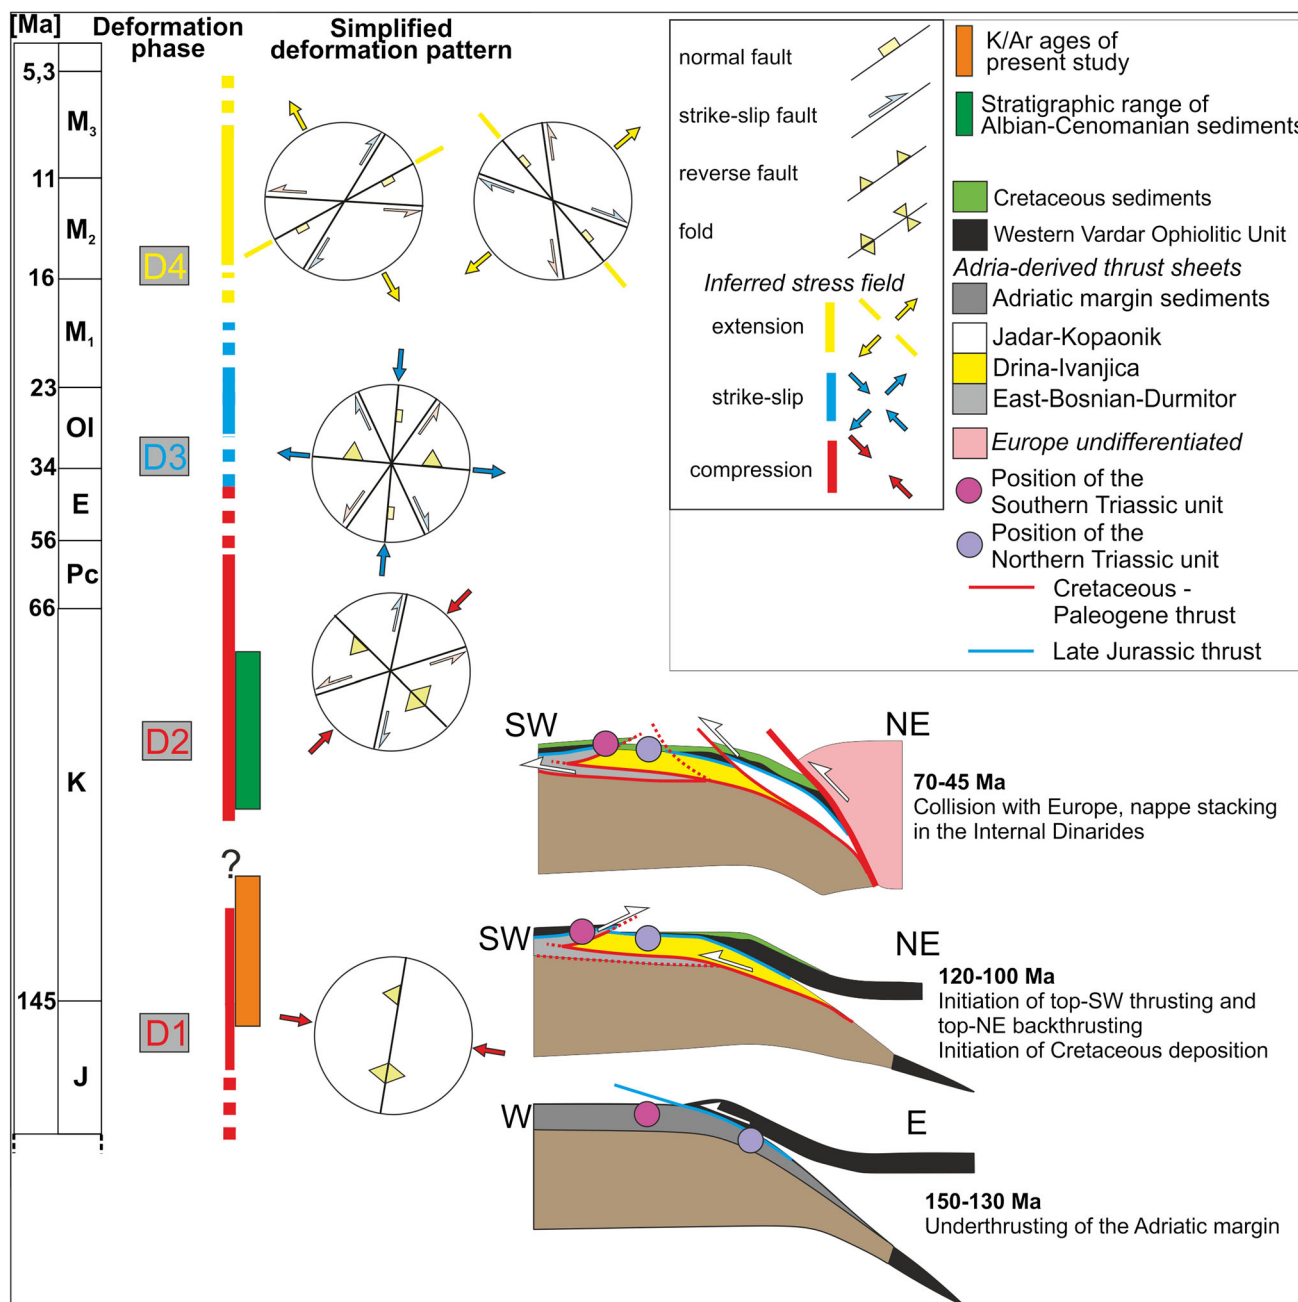 [Ma]
Deformation
phase
Simplified
deformation pattern
5,3
M3
11
M2
16
M1
23
Ol
34
E
56
Pc
66
K
145
J
D4
D3
D2
?
D1
normal fault
strike-slip fault
reverse fault
fold
Inferred stress field
extension
strike-slip
compression
K/Ar ages of
present study
Stratigraphic range of
Albian-Cenomanian sediments
Cretaceous sediments
Western Vardar Ophiolitic Unit
Adria-derived thrust sheets
Adriatic margin sediments
Jadar-Kopaonik
Drina-Ivanjica
East-Bosnian-Durmitor
Europe undifferentiated
Position of the
Southern Triassic unit
Position of the
Northern Triassic unit
Cretaceous -
Paleogene thrust
Late Jurassic thrust
SW
NE
70-45 Ma
Collision with Europe, nappe stacking
in the Internal Dinarides
SW
NE
120-100 Ma
Initiation of top-SW thrusting and
top-NE backthrusting
Initiation of Cretaceous deposition
W
E
150-130 Ma
Underthrusting of the Adriatic margin